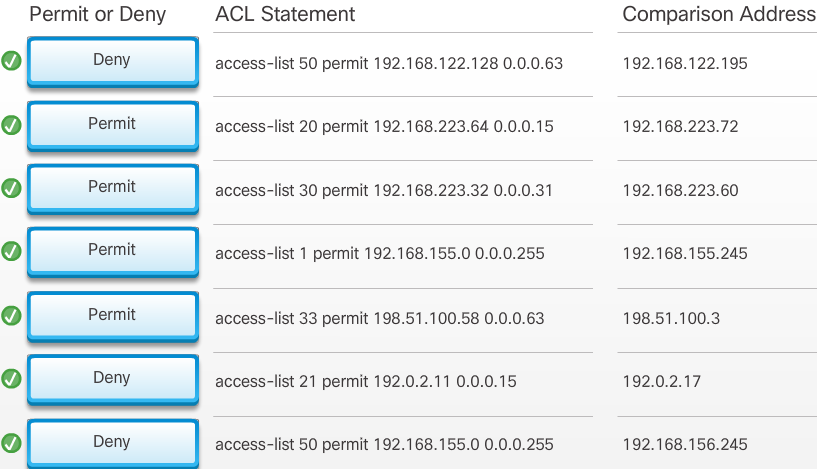 Permit or Deny ACL Statement Comparison Address
Deny access-list 50 permit 192.168.122.128 0.0.0.63 192.168.122.195
Permit access-list 20 permit 192.168.223.64 0.0.0.15 192.168.223.72
Permit access-list 30 permit 192.168.223.32 0.0.0.31 192.168.223.60
Permit access-list 1 permit 192.168.155.0 0.0.0.255 192.168.155.245
Permit access-list 33 permit 198.51.100.58 0.0.0.63 198.51.100.3
Deny access-list 21 permit 192.0.2.11 0.0.0.15 192.0.2.17
Deny access-list 50 permit 192.168.155.0 0.0.0.255 192.168.156.245